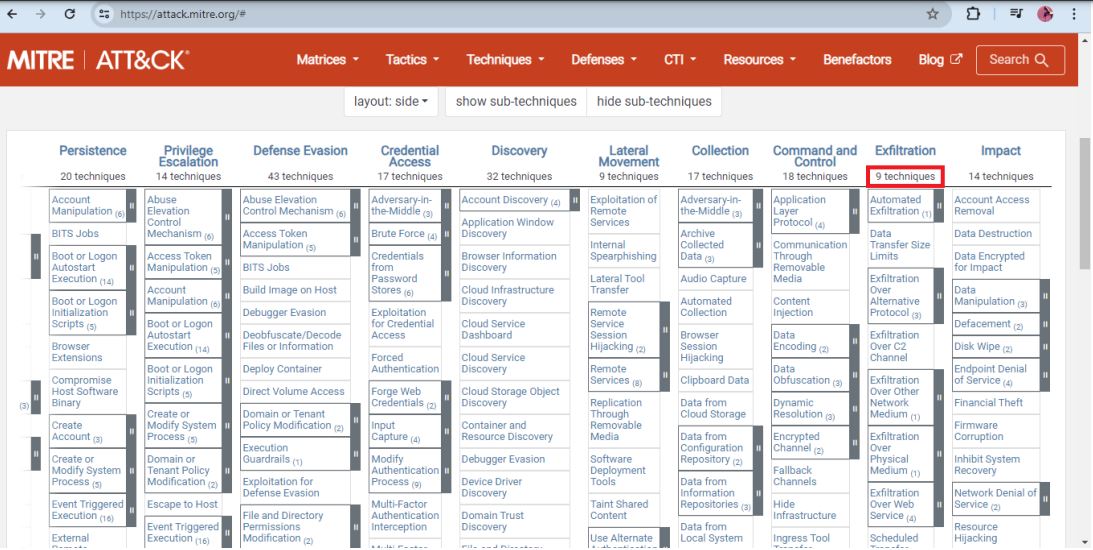 https://attack.mitre.org/#
MITRE | ATT&CK®
Matrices
Tactics
Techniques
Defenses
CTI
Resources
Benefactors
Blog
Search
layout: side
show sub-techniques
hide sub-techniques
Persistence
20 techniques
Account
Manipulation (6)
BITS Jobs
Boot or Logon
Autostart
Execution (14)
Boot or Logon
Initialization
Scripts (5)
Browser
Extensions
Compromise
Host Software
Binary
(3)
Create
Account (3)
Create or
Modify System
Process (5)
Event Triggered
Execution (16)
External
Privilege
Escalation
14 techniques
Abuse
Elevation
Control
Mechanism (6)
Access Token
Manipulation (5)
Account
Manipulation (6)
Boot or Logon
Autostart
Execution (14)
Boot or Logon
Initialization
Scripts (5)
Create or
Modify System
Process (5)
Domain or
Tenant Policy
Modification (2)
Escape to Host
Event Triggered
Execution (16)
Defense Evasion
43 techniques
Abuse Elevation
Control Mechanism (6)
Access Token
Manipulation (5)
BITS Jobs
Build Image on Host
Debugger Evasion
Deobfuscate/Decode
Files or Information
Deploy Container
Direct Volume Access
Domain or Tenant
Policy Modification (2)
Execution
Guardrails (1)
Exploitation for
Defense Evasion
File and Directory
Permissions
Modification (2)
Credential
Access
17 techniques
Adversary-in-
the-Middle (3)
Brute Force (4)
Credentials
from
Password
Stores (6)
Exploitation
for Credential
Access
Forced
Authentication
Forge Web
Credentials (2)
Input
Capture (4)
Modify
Authentication
Process (9)
Multi-Factor
Authentication
Interception
Multi-Factor
Discovery
32 techniques
Account Discovery (4)
Application Window
Discovery
Browser Information
Discovery
Cloud Infrastructure
Discovery
Cloud Service
Dashboard
Cloud Service
Discovery
Cloud Storage Object
Discovery
Container and
Resource Discovery
Debugger Evasion
Device Driver
Discovery
Domain Trust
Discovery
File and Directory
Lateral
Movement
9 techniques
Exploitation of
Remote
Services
Internal
Spearphishing
Lateral Tool
Transfer
Remote
Service
Session
Hijacking (2)
Remote
Services (8)
Replication
Through
Removable
Media
Software
Deployment
Tools
Taint Shared
Content
Use Alternate
Authentication
Collection
17 techniques
Adversary-in-
the-Middle (3)
Archive
Collected
Data (3)
Audio Capture
Automated
Collection
Browser
Session
Hijacking
Clipboard Data
Data from
Cloud Storage
Data from
Configuration
Repository (2)
Data from
Information
Repositories (3)
Data from
Local System
Command and
Control
18 techniques
Application
Layer
Protocol (4)
Communication
Through
Removable
Media
Content
Injection
Data
Encoding (2)
Data
Obfuscation (3)
Dynamic
Resolution (3)
Encrypted
Channel (2)
Fallback
Channels
Hide
Infrastructure
Ingress Tool
Transfer
Exfiltration
9 techniques
Automated
Exfiltration (1)
Data
Transfer Size
Limits
Exfiltration
Over
Alternative
Protocol (3)
Exfiltration
Over C2
Channel
Exfiltration
Over Other
Network
Medium (1)
Exfiltration
Over
Physical
Medium (1)
Exfiltration
Over Web
Service (4)
Scheduled
Transfer
Impact
14 techniques
Account Access
Removal
Data Destruction
Data Encrypted
for Impact
Data
Manipulation (3)
Defacement (2)
Disk Wipe (2)
Endpoint Denial
of Service (4)
Financial Theft
Firmware
Corruption
Inhibit System
Recovery
Network Denial of
Service (2)
Resource
Hijacking